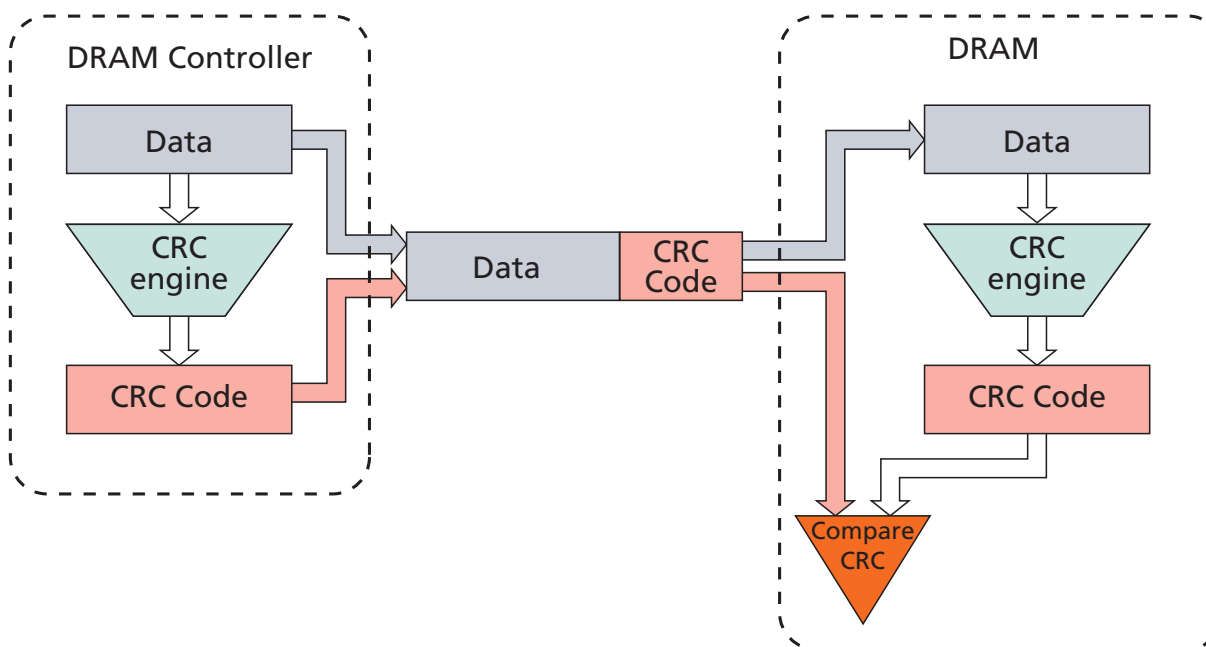 DRAM Controller
Data
CRC
engine
CRC Code
Data
CRC
Code
DRAM
Data
CRC
engine
CRC Code
Compare
CRC